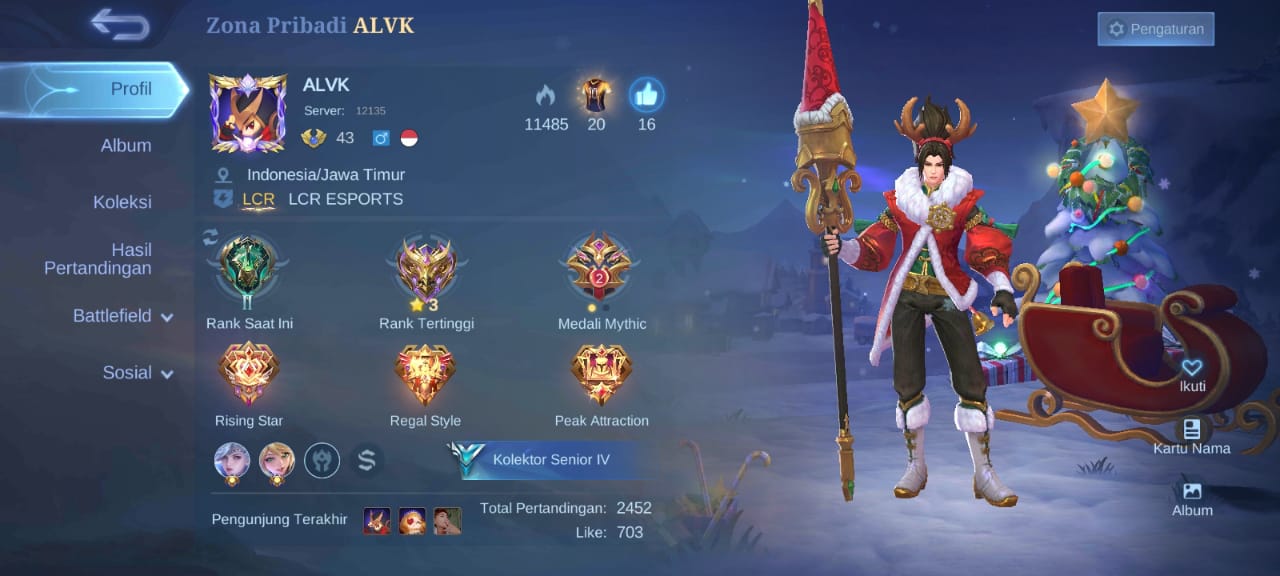 Zona Pribadi ALVK
Pengaturan
Profil
Album
Koleksi
Hasil
Pertandingan
Battlefield
Sosial
ALVK
Server: 12135
43
11485
20
16
Indonesia/Jawa Timur
LCR LCR ESPORTS
II
Rank Saat Ini
3
Rank Tertinggi
2
Medali Mythic
Rising Star
Regal Style
Peak Attraction
Kolektor Senior IV
Pengunjung Terakhir
Total Pertandingan: 2452
Like: 703
Ikuti
Kartu Nama
Album